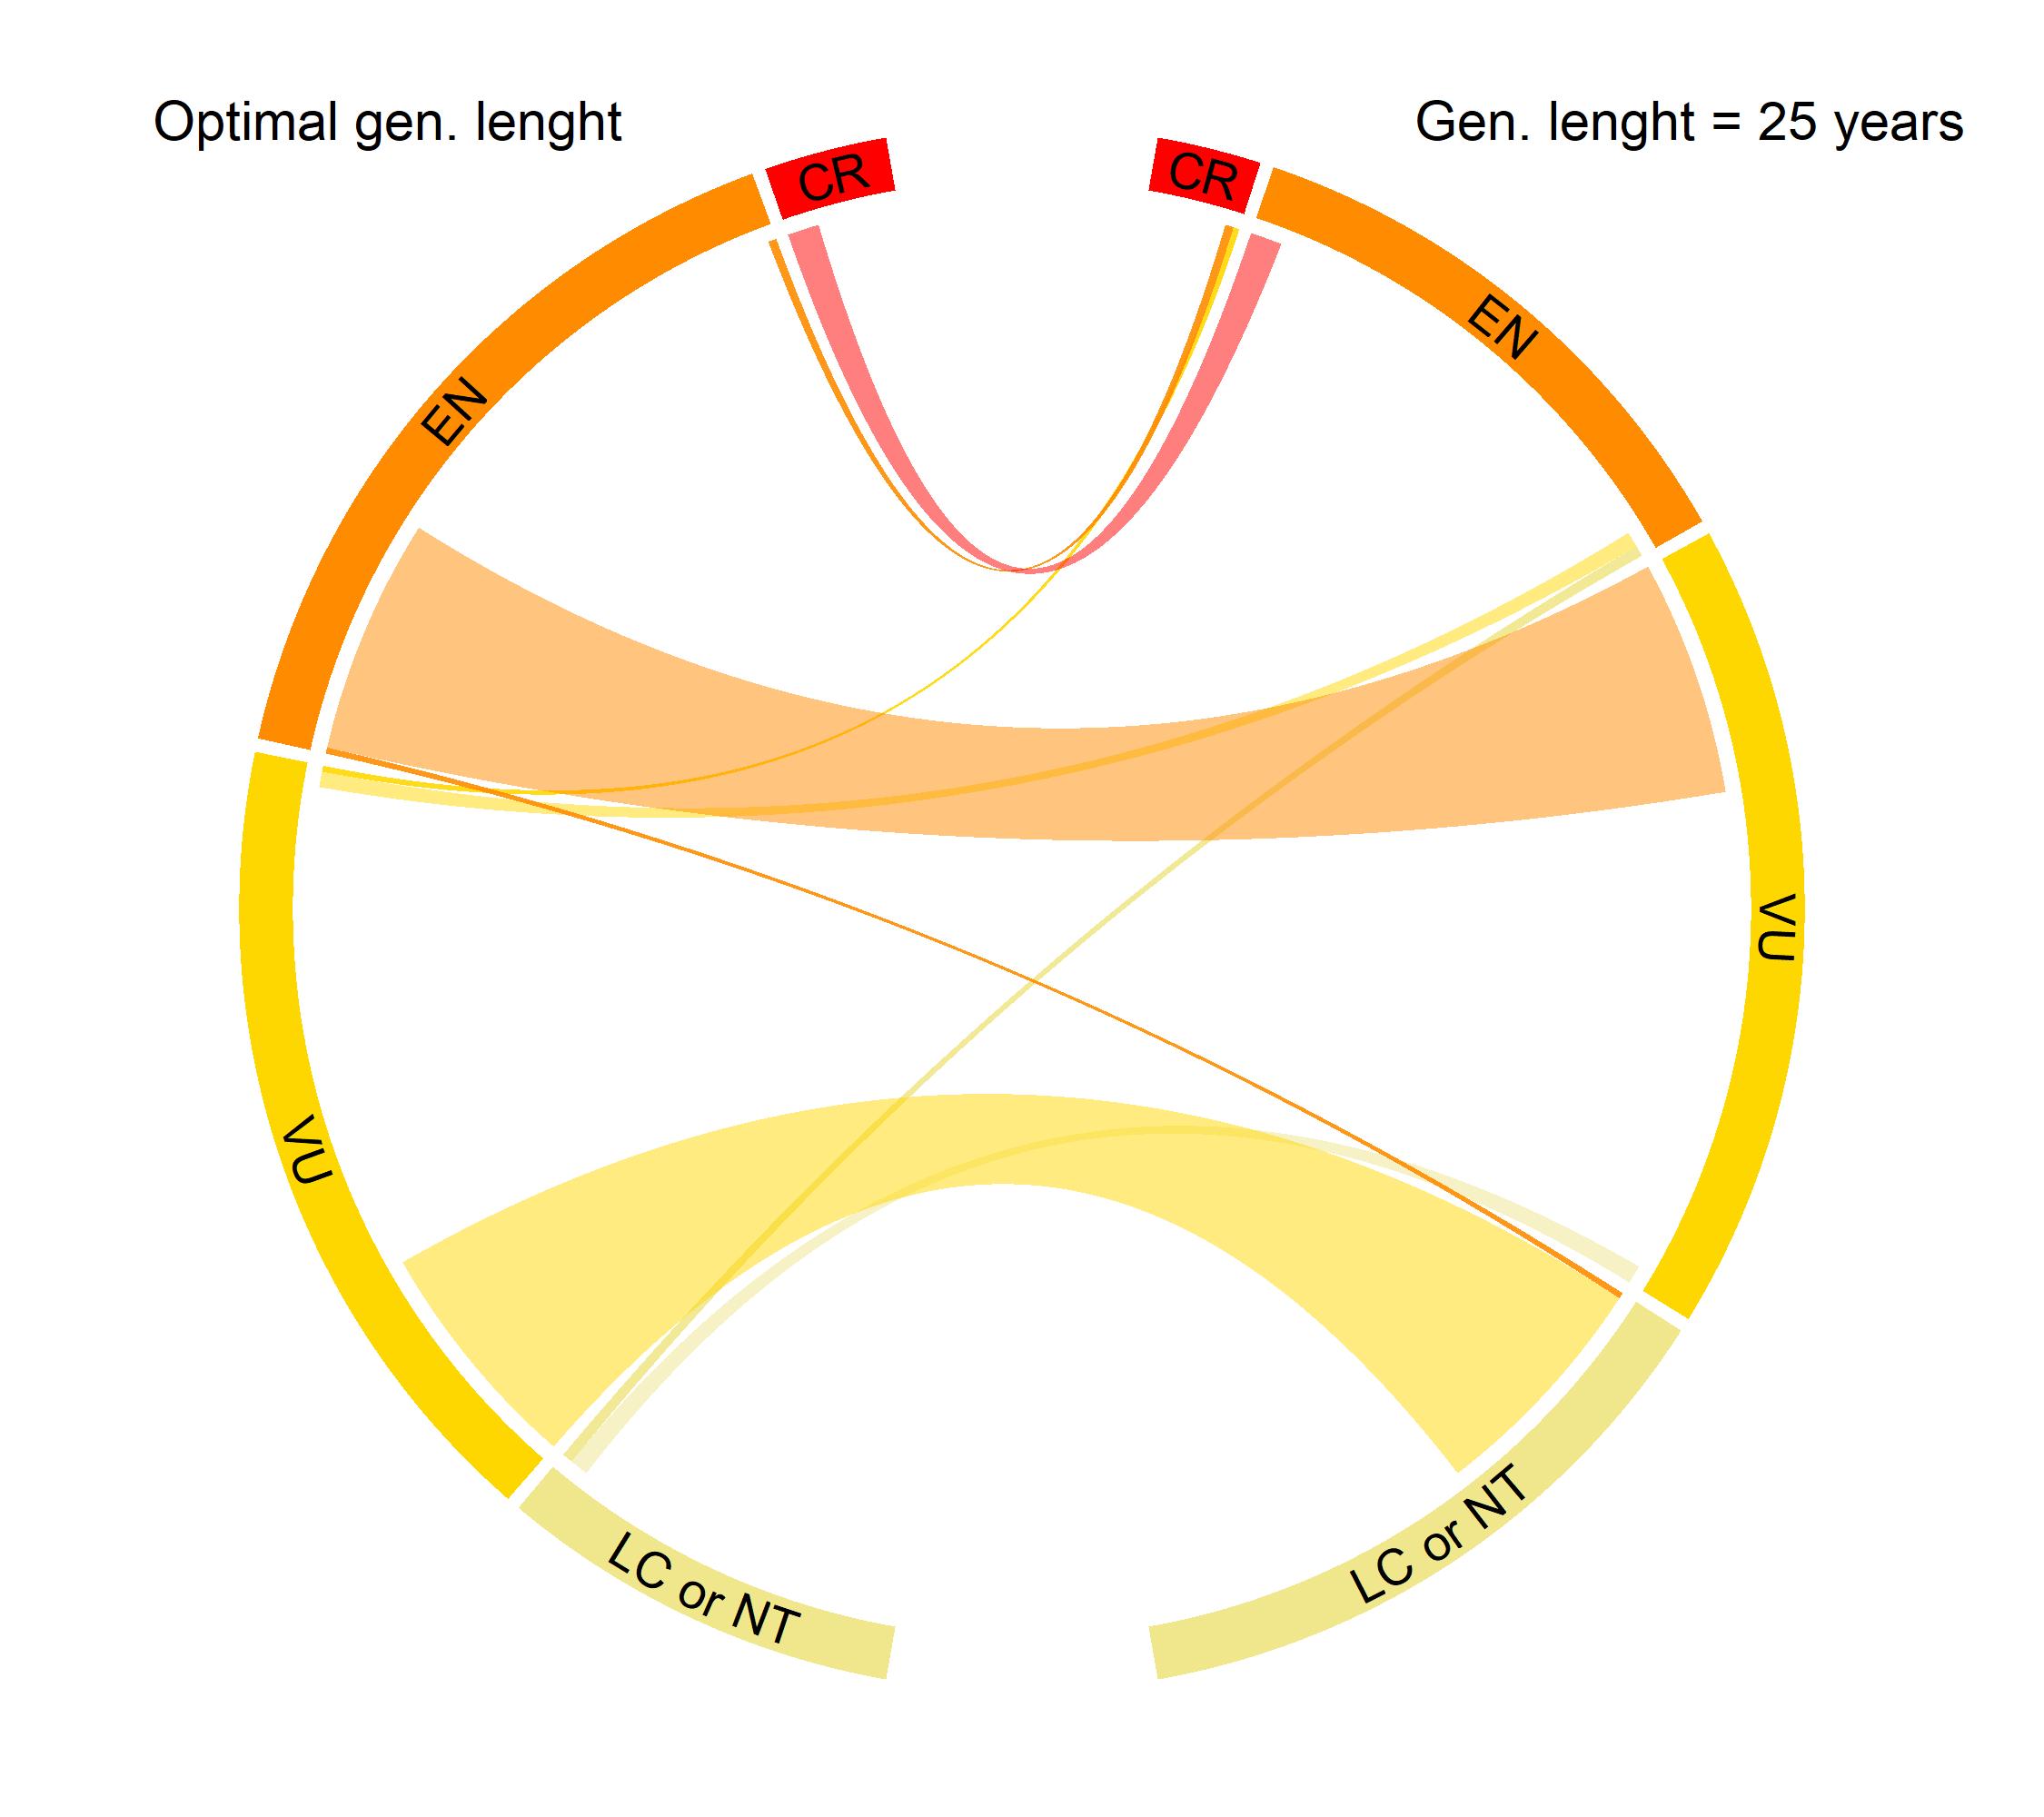 Optimal gen. lenght
Gen. lenght = 25 years
CR
CR
EN
EN
VU
VU
LC or NT
LC or NT